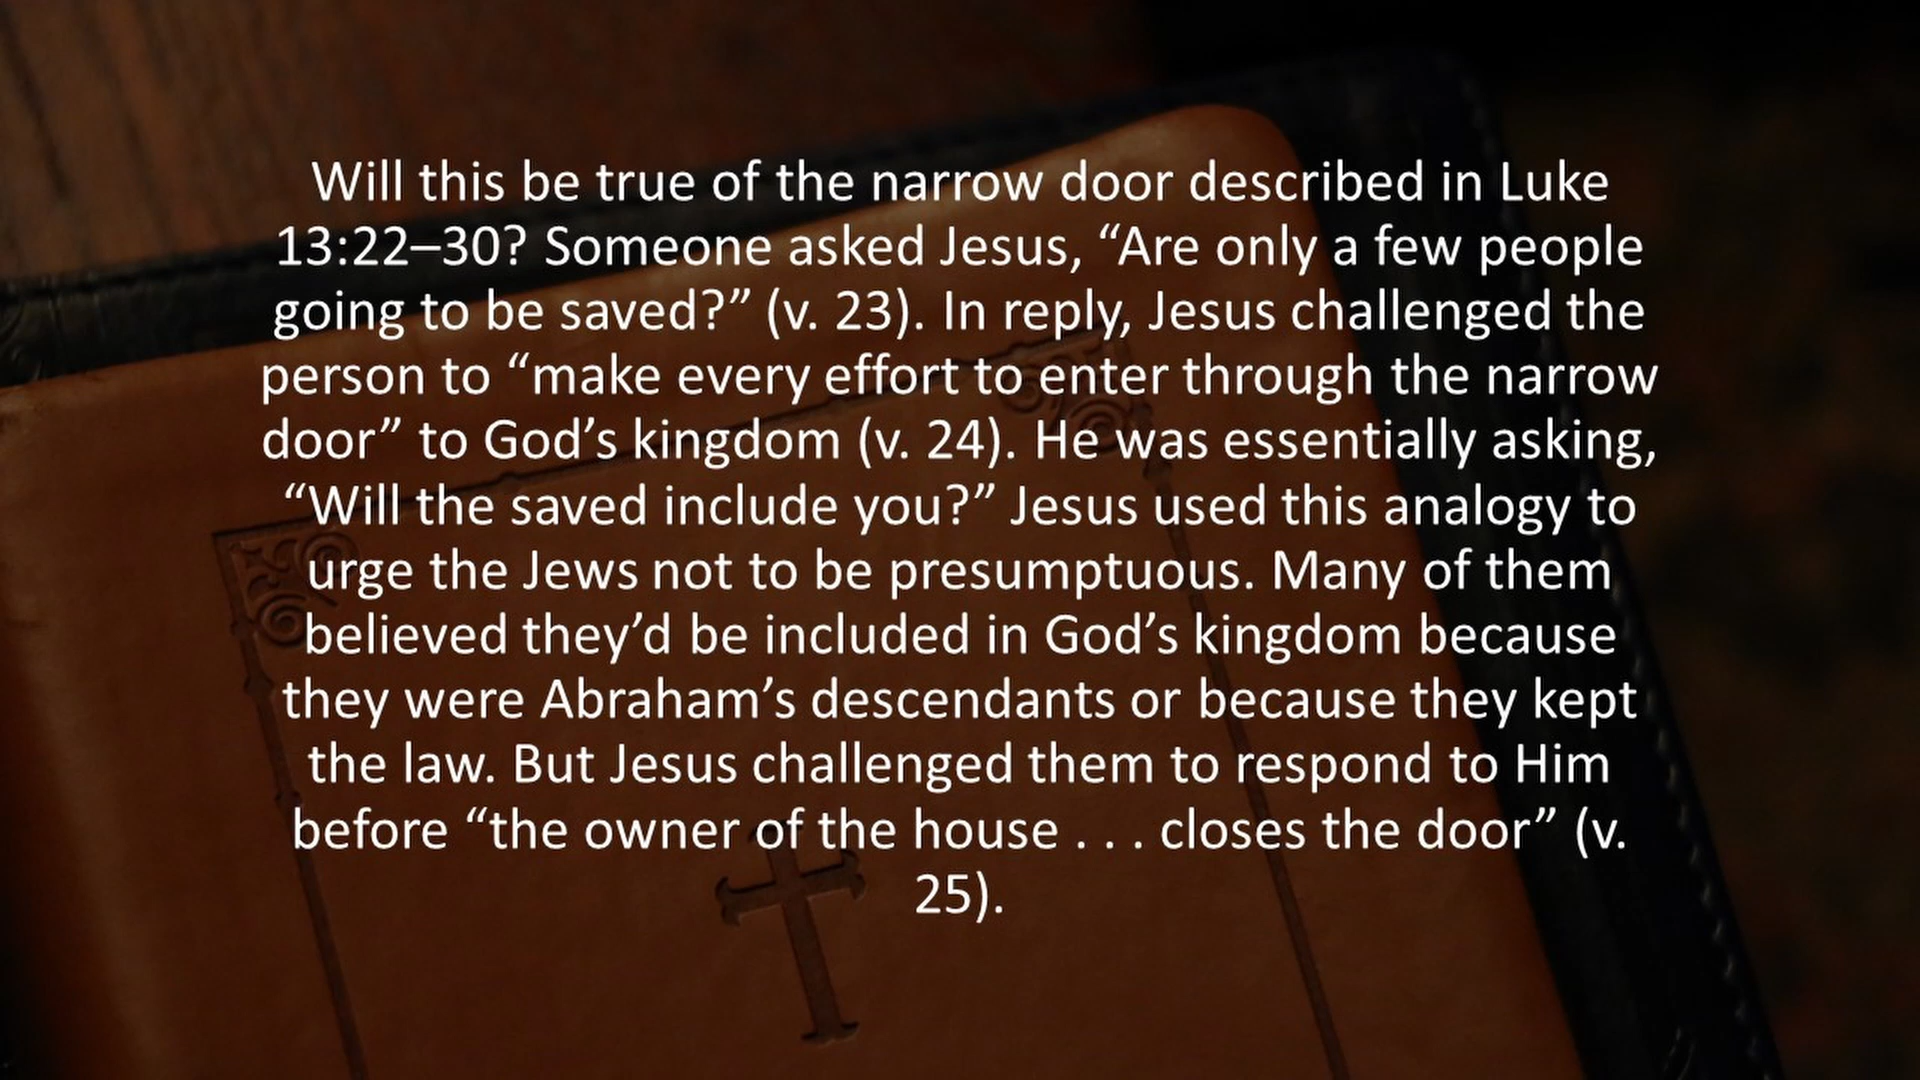 Will this be true of the narrow door described in Luke
13:22–30? Someone asked Jesus, “Are only a few people
going to be saved?” (v. 23). In reply, Jesus challenged the
person to “make every effort to enter through the narrow
door” to God’s kingdom (v. 24). He was essentially asking,
“Will the saved include you?” Jesus used this analogy to
urge the Jews not to be presumptuous. Many of them
believed they’d be included in God’s kingdom because
they were Abraham’s descendants or because they kept
the law. But Jesus challenged them to respond to Him
before “the owner of the house . . . closes the door” (v.
25).